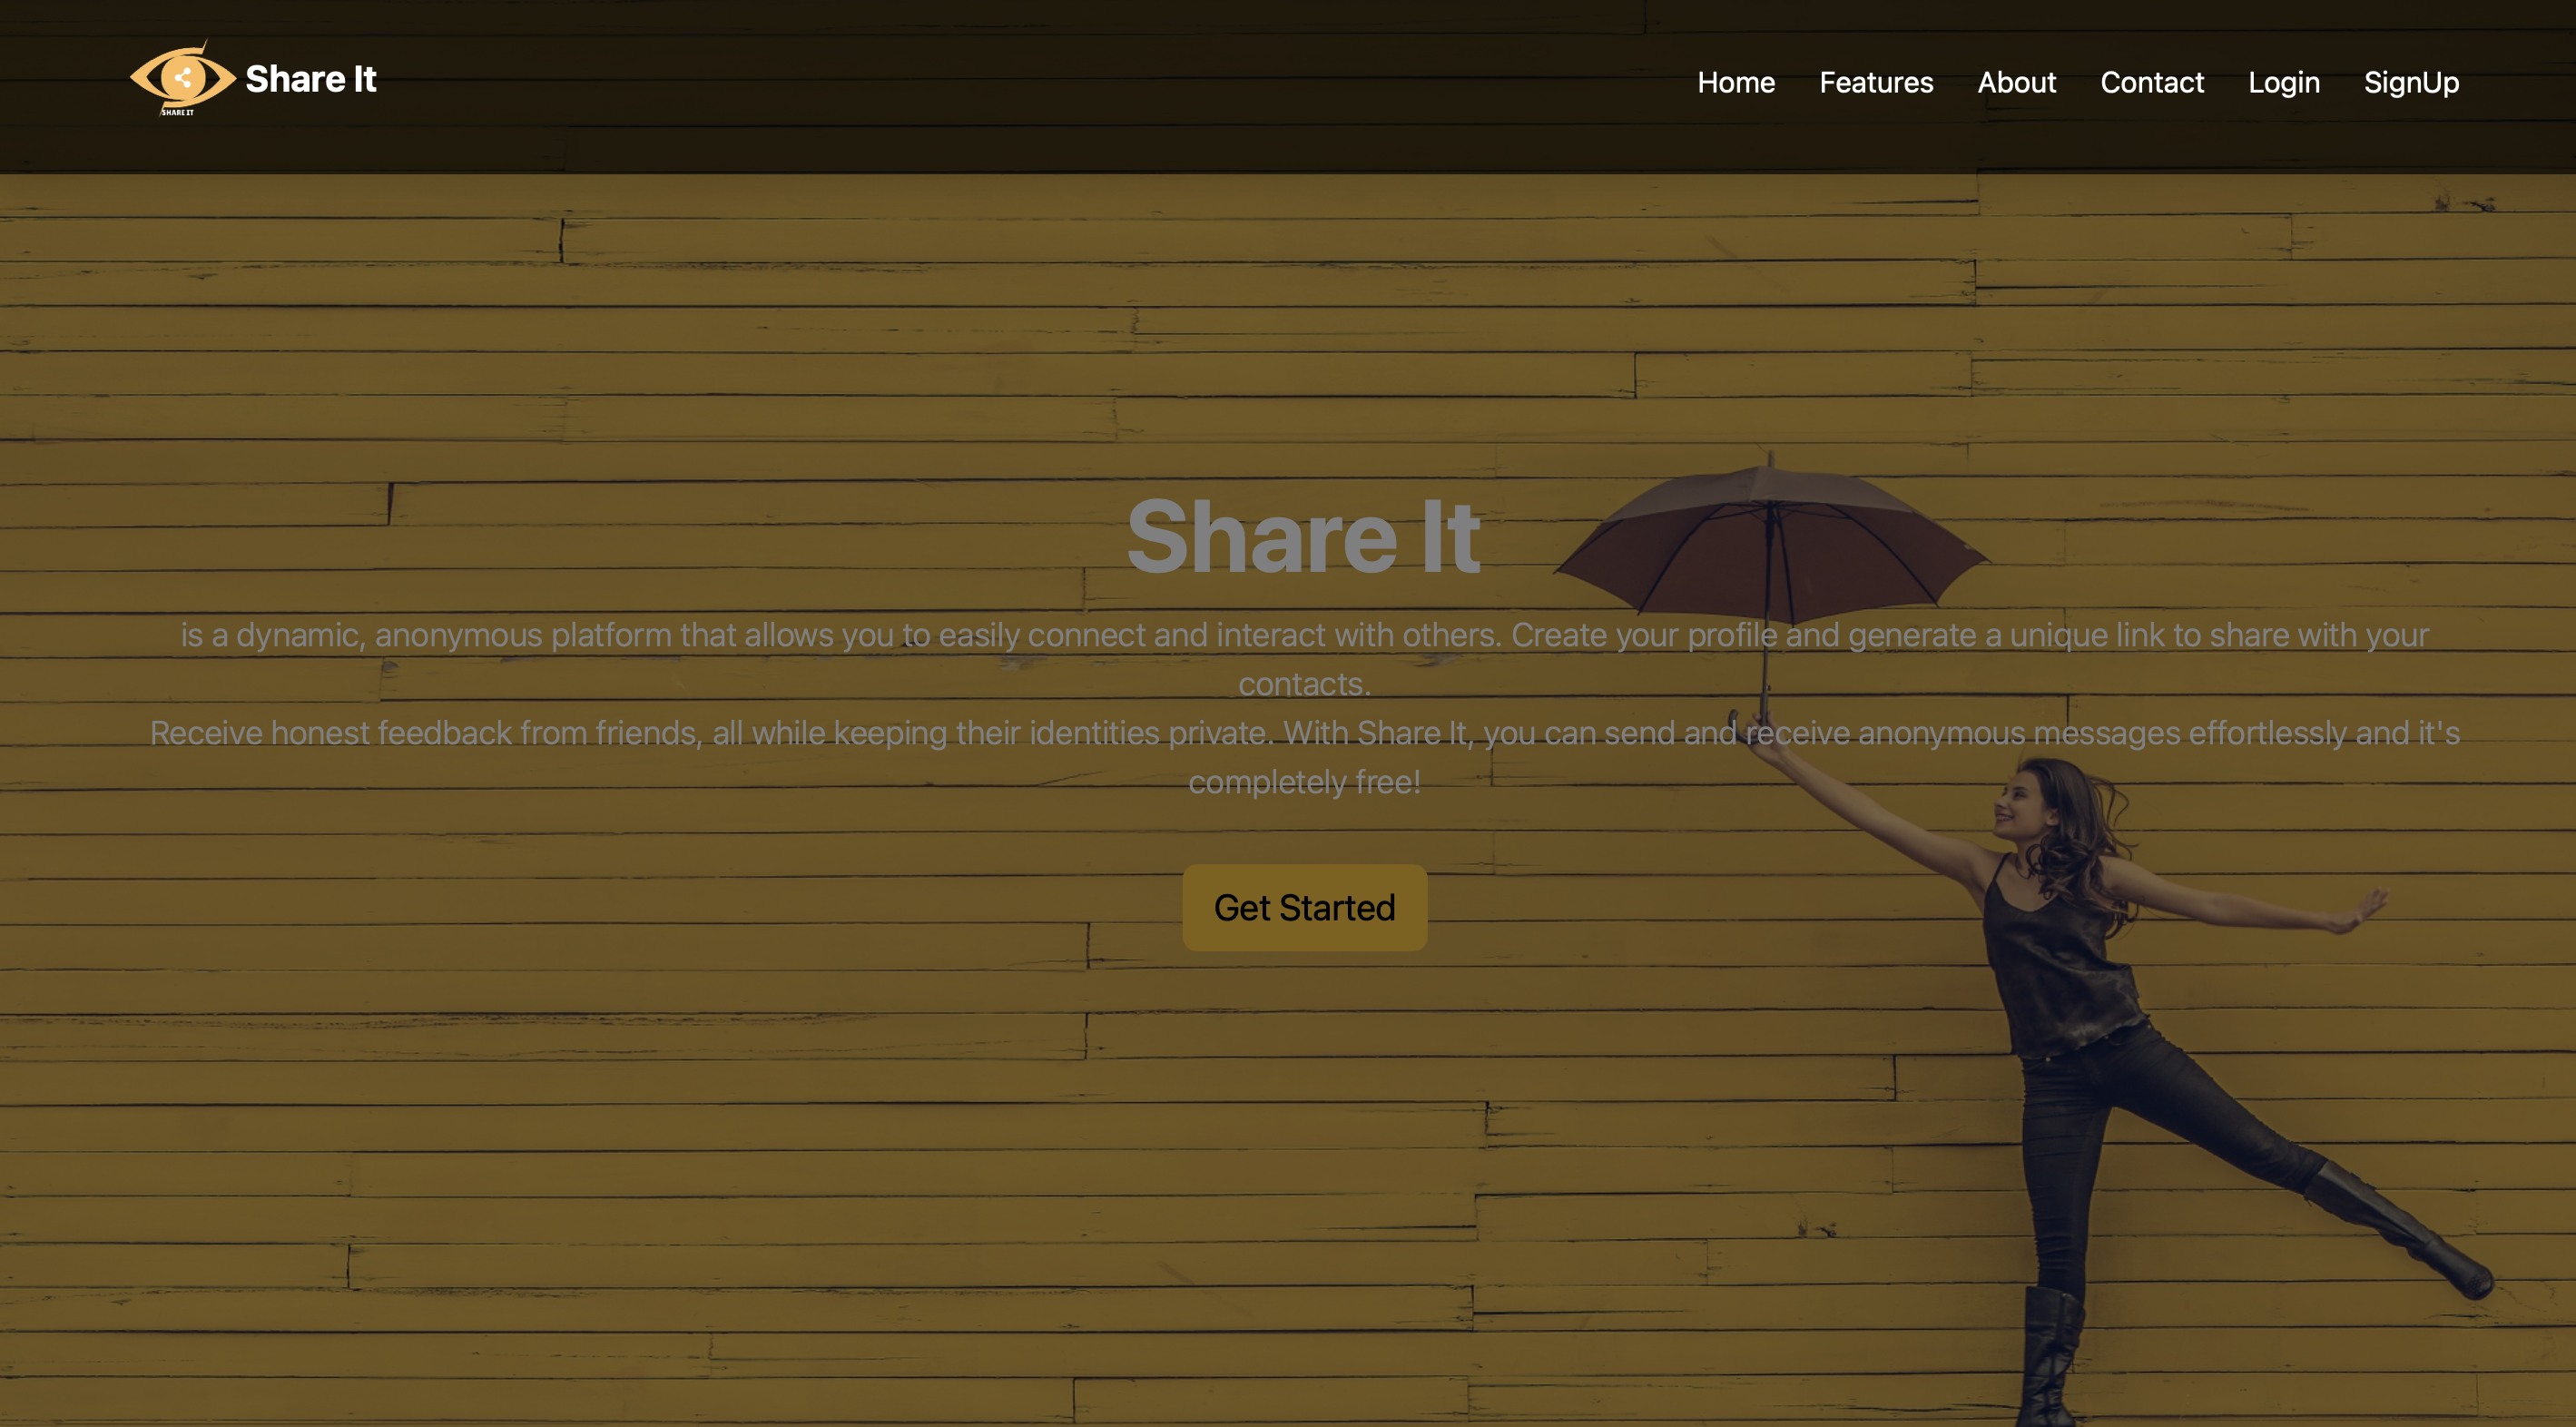 SHARE IT
Share It
Home
Features
About
Contact
Login
SignUp
Share It
is a dynamic, anonymous platform that allows you to easily connect and interact with others. Create your profile and generate a unique link to share with your
contacts.
Receive honest feedback from friends, all while keeping their identities private. With Share It, you can send and receive anonymous messages effortlessly and it's
completely free!
Get Started